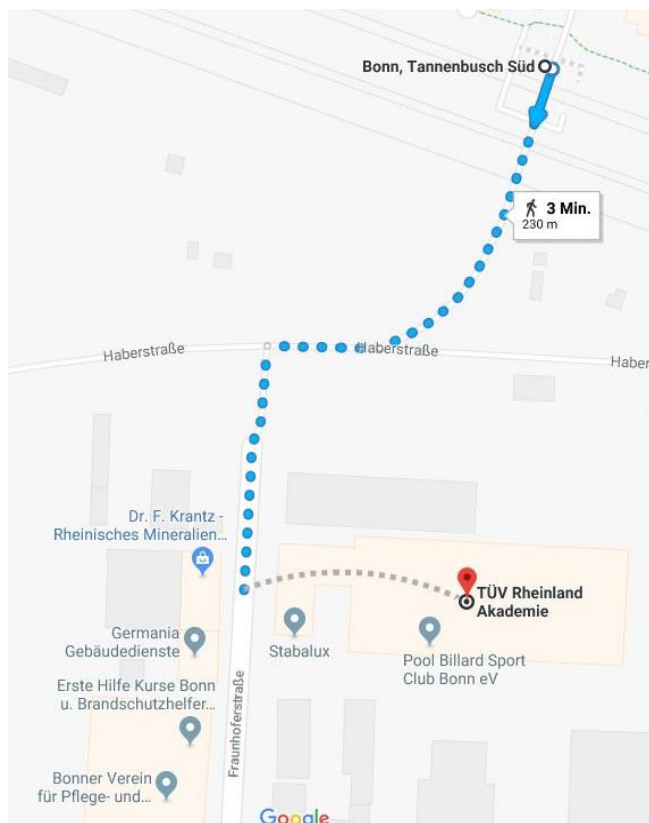 Bonn, Tannenbusch Süd
3 Min.
230 m
Haberstraße
Haberstraße
Haber
Dr. F. Krantz -
Rheinisches Mineralien...
TÜV Rheinland
Akademie
Germania
Gebäudedienste
Stabalux
Pool Billard Sport
Club Bonn eV
Erste Hilfe Kurse Bonn
u. Brandschutzhelfer...
Fraunhoferstraße
Bonner Verein
für Pflege- und...
Google